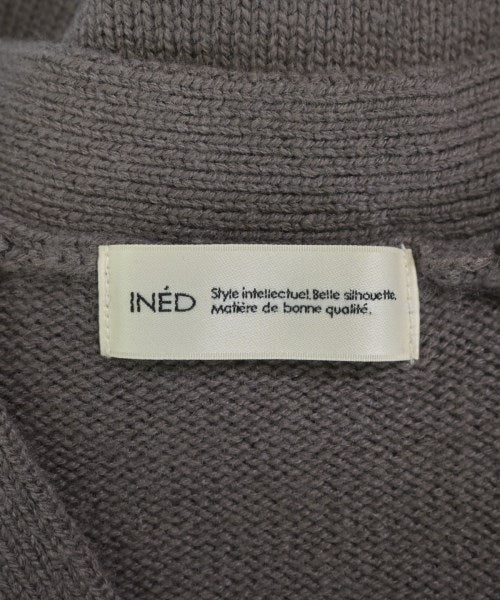 INÉD
Style intellectuel. Belle silhouette.
Matière de bonne qualité.